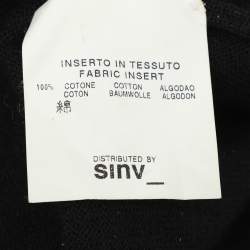 INSERTO IN TESSUTO
FABRIC INSERT
100% COTONE COTTON ALGODAO
COTON BAUMWOLLE ALGODON
綿
DISTRIBUTED BY
sinv_